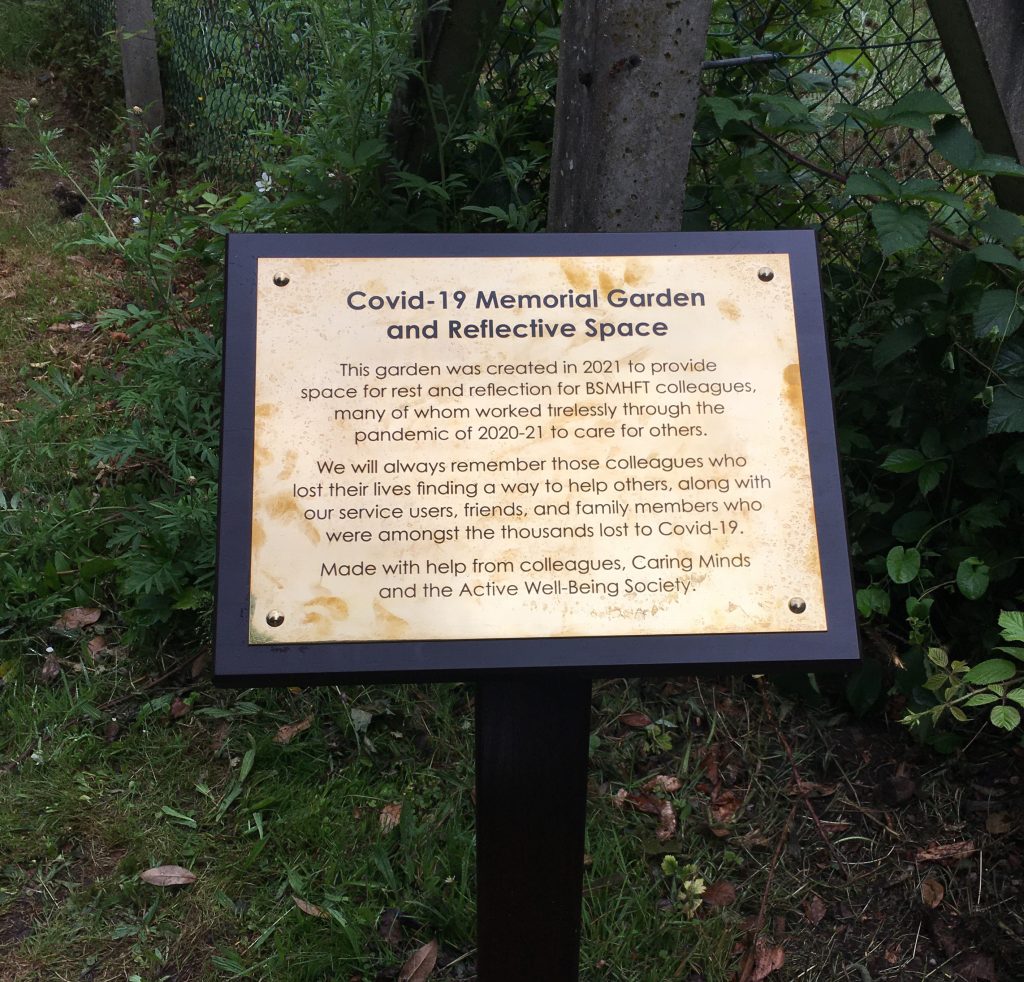 Covid-19 Memorial Garden
and Reflective Space
This garden was created in 2021 to provide
space for rest and reflection for BSMHFT colleagues,
many of whom worked tirelessly through the
pandemic of 2020-21 to care for others.
We will always remember those colleagues who
lost their lives finding a way to help others, along with
our service users, friends, and family members who
were amongst the thousands lost to Covid-19.
Made with help from colleagues, Caring Minds
and the Active Well-Being Society.